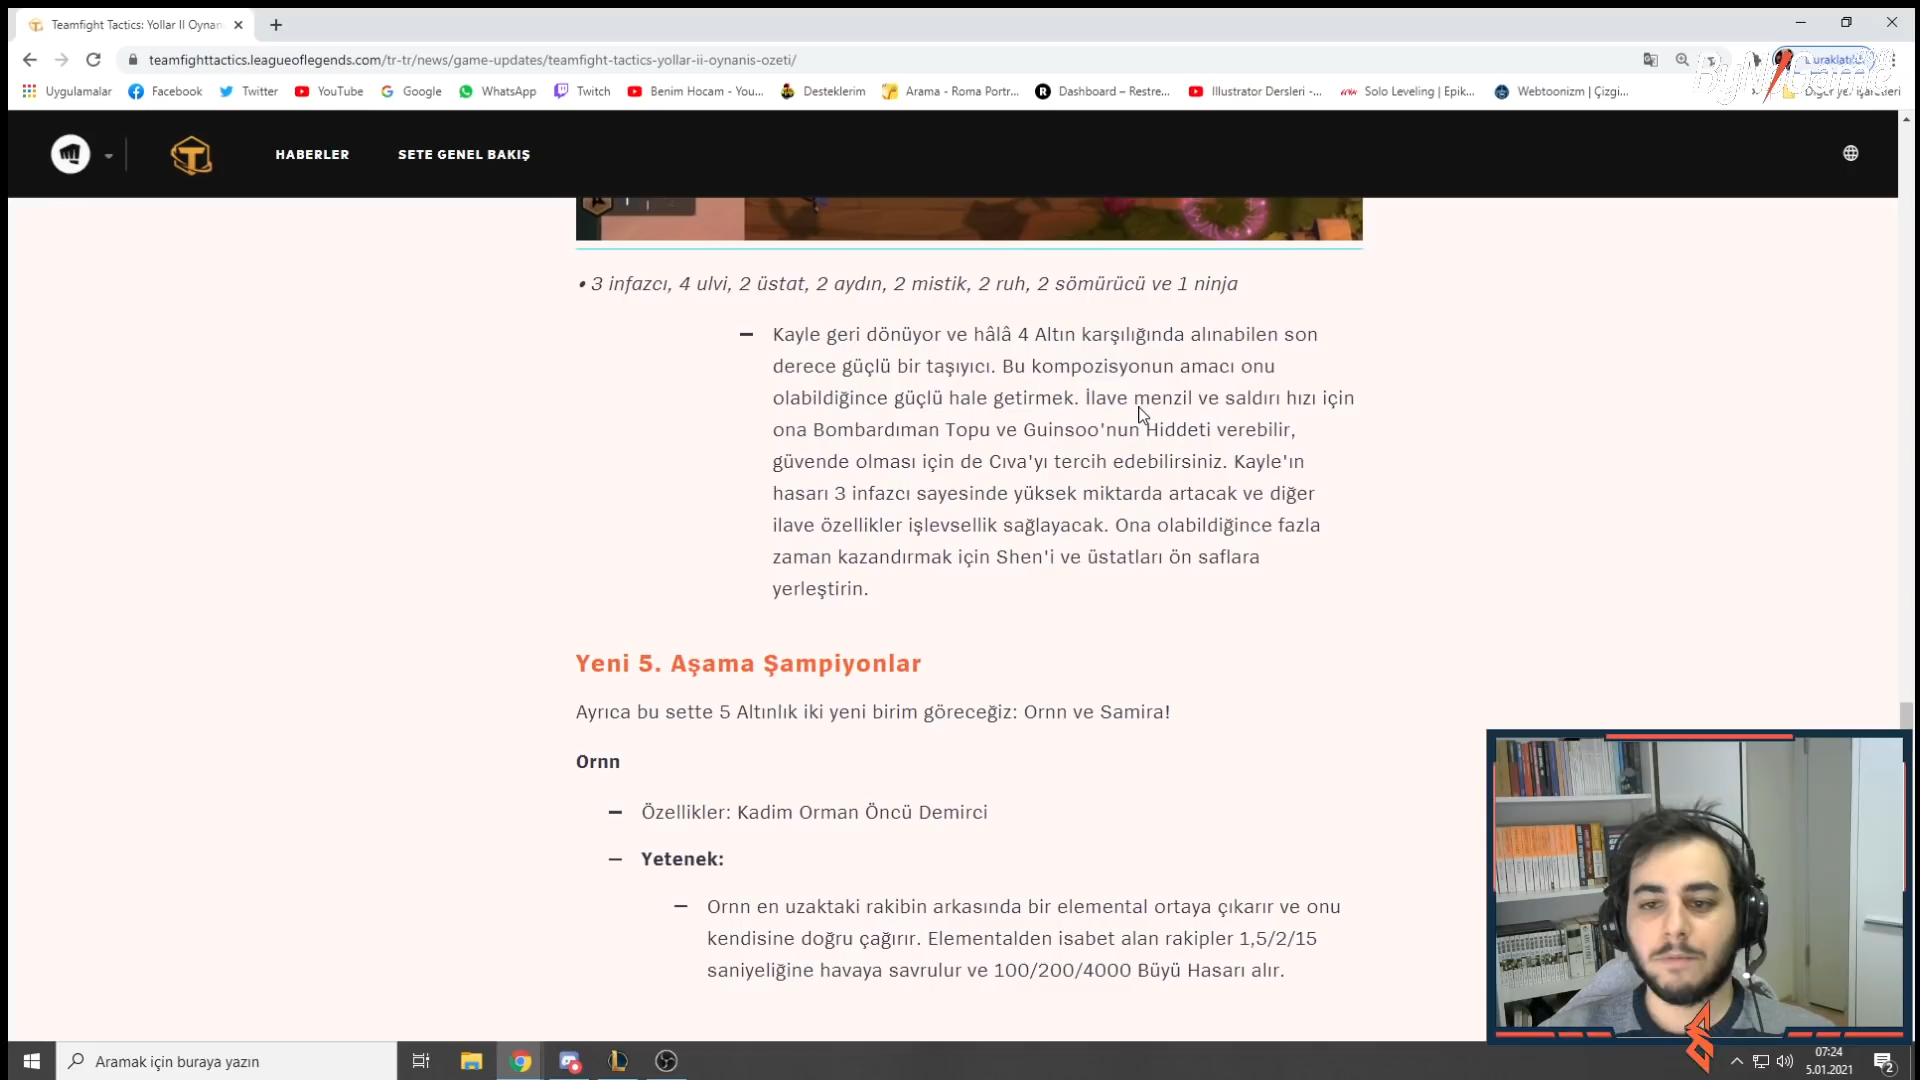 Teamfight Tactics: Yollar II Oynan
teamfighttactics.leagueoflegends.com/tr-tr/news/game-updates/teamfight-tactics-yollar-ii-oynanis-ozeti/
Uygulamalar
Facebook
Twitter
YouTube
Google
WhatsApp
Twitch
Benim Hocam - You...
Desteklerim
Arama - Roma Portr...
Dashboard – Restre...
Illustrator Dersleri -...
Solo Leveling | Epik...
Webtoonizm | Çizgi...
HABERLER
SETE GENEL BAKIŞ
• 3 infazcı, 4 ulvi, 2 üstat, 2 aydın, 2 mistik, 2 ruh, 2 sömürücü ve 1 ninja
– Kayle geri dönüyor ve hâlâ 4 Altın karşılığında alınabilen son
derece güçlü bir taşıyıcı. Bu kompozisyonun amacı onu
olabildiğince güçlü hale getirmek. İlave menzil ve saldırı hızı için
ona Bombardıman Topu ve Guinsoo'nun Hiddeti verebilir,
güvende olması için de Cıva'yı tercih edebilirsiniz. Kayle'ın
hasarı 3 infazcı sayesinde yüksek miktarda artacak ve diğer
ilave özellikler işlevsellik sağlayacak. Ona olabildiğince fazla
zaman kazandırmak için Shen'i ve üstatları ön saflara
yerleştirin.
Yeni 5. Aşama Şampiyonlar
Ayrıca bu sette 5 Altınlık iki yeni birim göreceğiz: Ornn ve Samira!
Ornn
– Özellikler: Kadim Orman Öncü Demirci
– Yetenek:
– Ornn en uzaktaki rakibin arkasında bir elemental ortaya çıkarır ve onu
kendisine doğru çağırır. Elementalden isabet alan rakipler 1,5/2/15
saniyeliğine havaya savrulur ve 100/200/4000 Büyü Hasarı alır.
Aramak için buraya yazın
07:24
5.01.2021
2